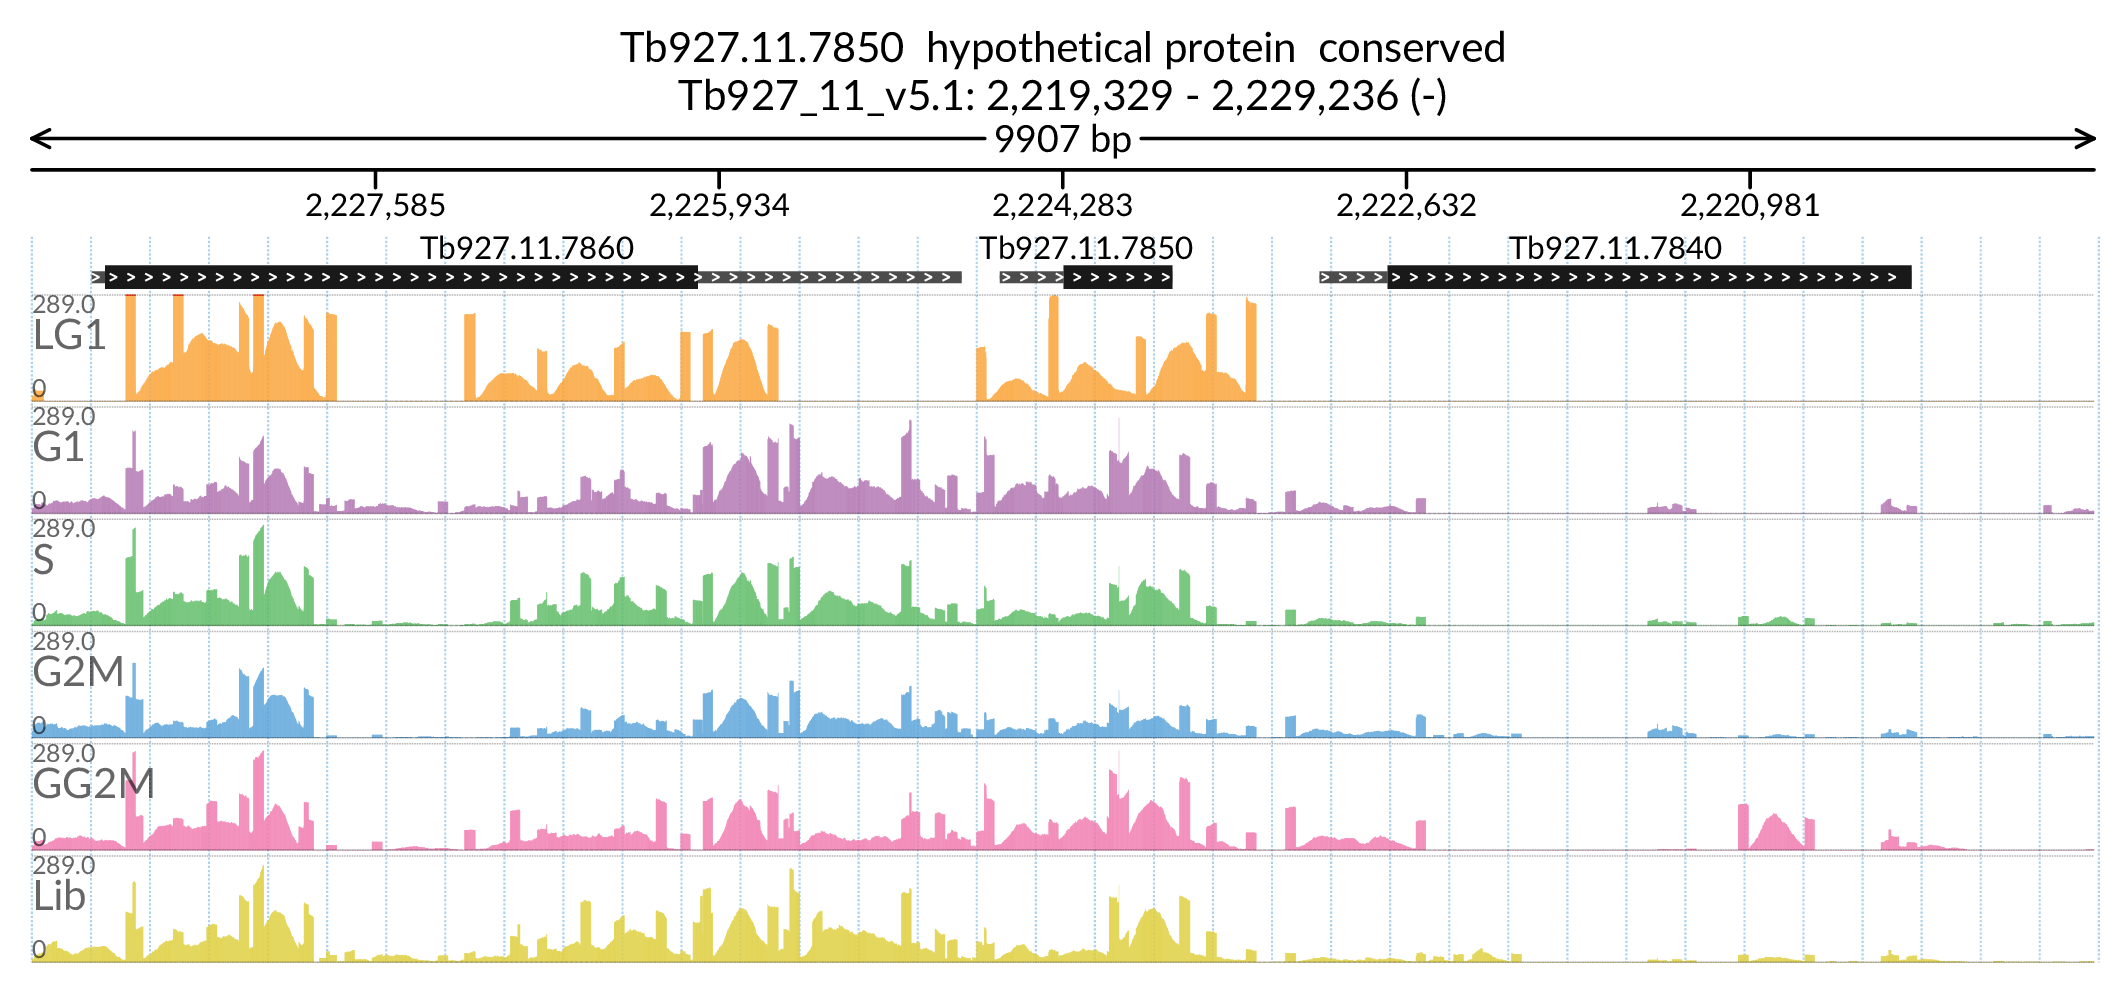 Tb927.11.7850  hypothetical protein  conserved
Tb927_11_v5.1: 2,219,329 - 2,229,236 (-)
9907 bp
2,227,585 2,225,934 2,224,283 2,222,632 2,220,981
Tb927.11.7860 Tb927.11.7850 Tb927.11.7840
289.0
LG1
0
289.0
G1
0
289.0
S
0
289.0
G2M
0
289.0
GG2M
0
289.0
Lib
0